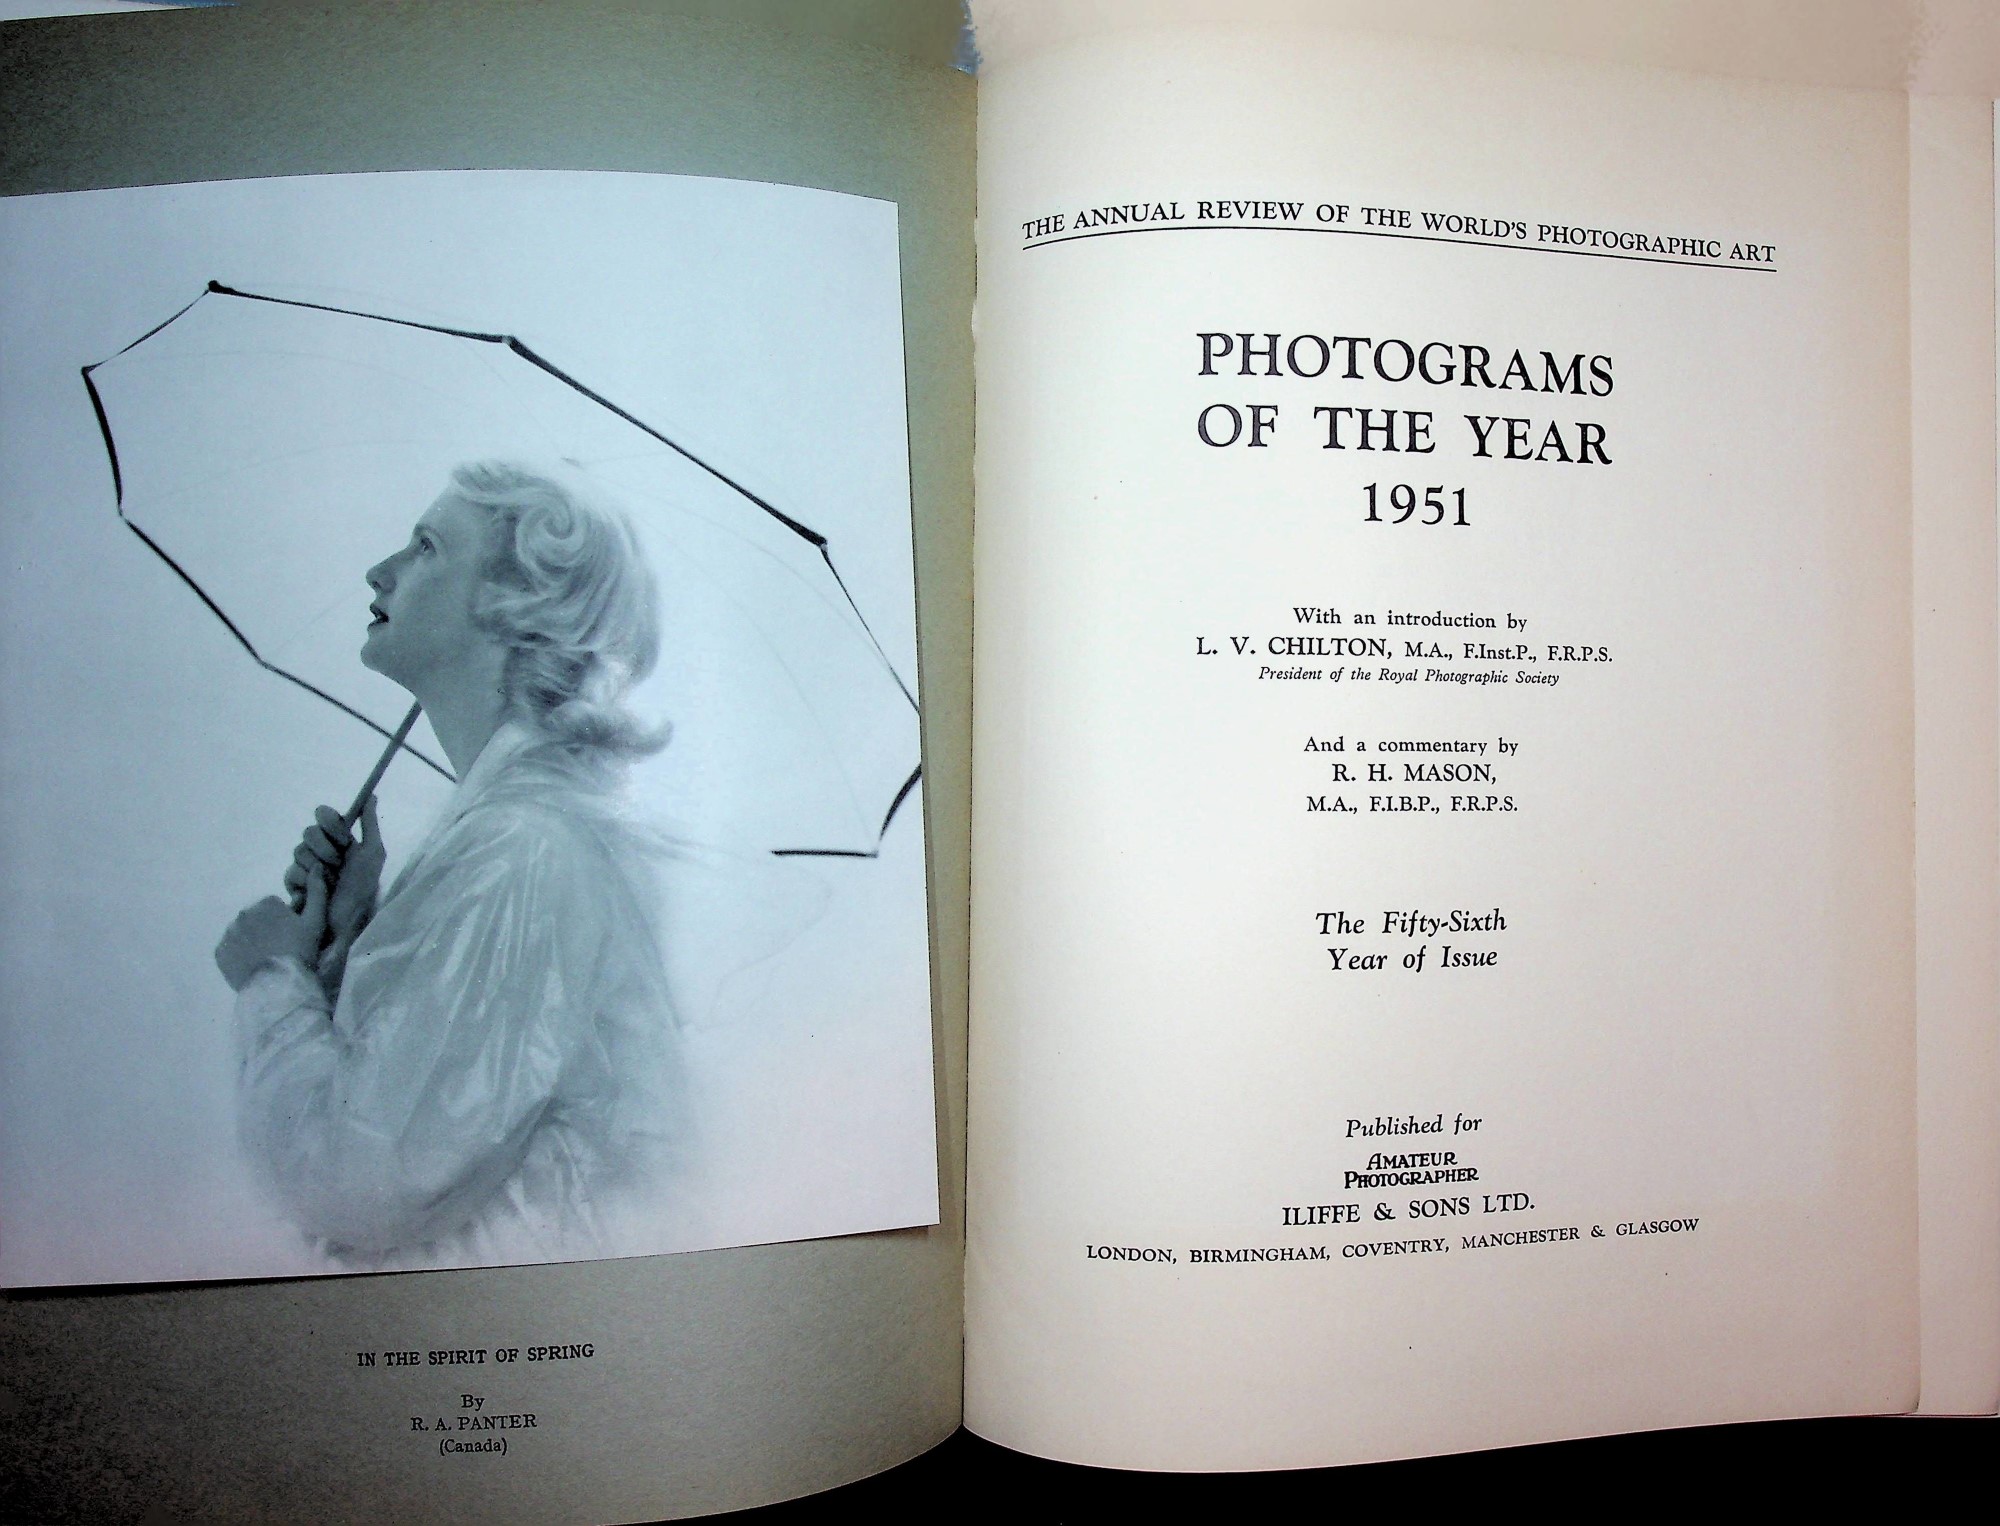 IN THE SPIRIT OF SPRING
By
R. A. PANTER
(Canada)
THE ANNUAL REVIEW OF THE WORLD'S PHOTOGRAPHIC ART
PHOTOGRAMS
OF THE YEAR
1951
With an introduction by
L. V. CHILTON, M.A., F.Inst.P., F.R.P.S.
President of the Royal Photographic Society
And a commentary by
R. H. MASON,
M.A., F.I.B.P., F.R.P.S.
The Fifty-Sixth
Year of Issue
Published for
AMATEUR
PHOTOGRAPHER
ILIFFE & SONS LTD.
LONDON, BIRMINGHAM, COVENTRY, MANCHESTER & GLASGOW